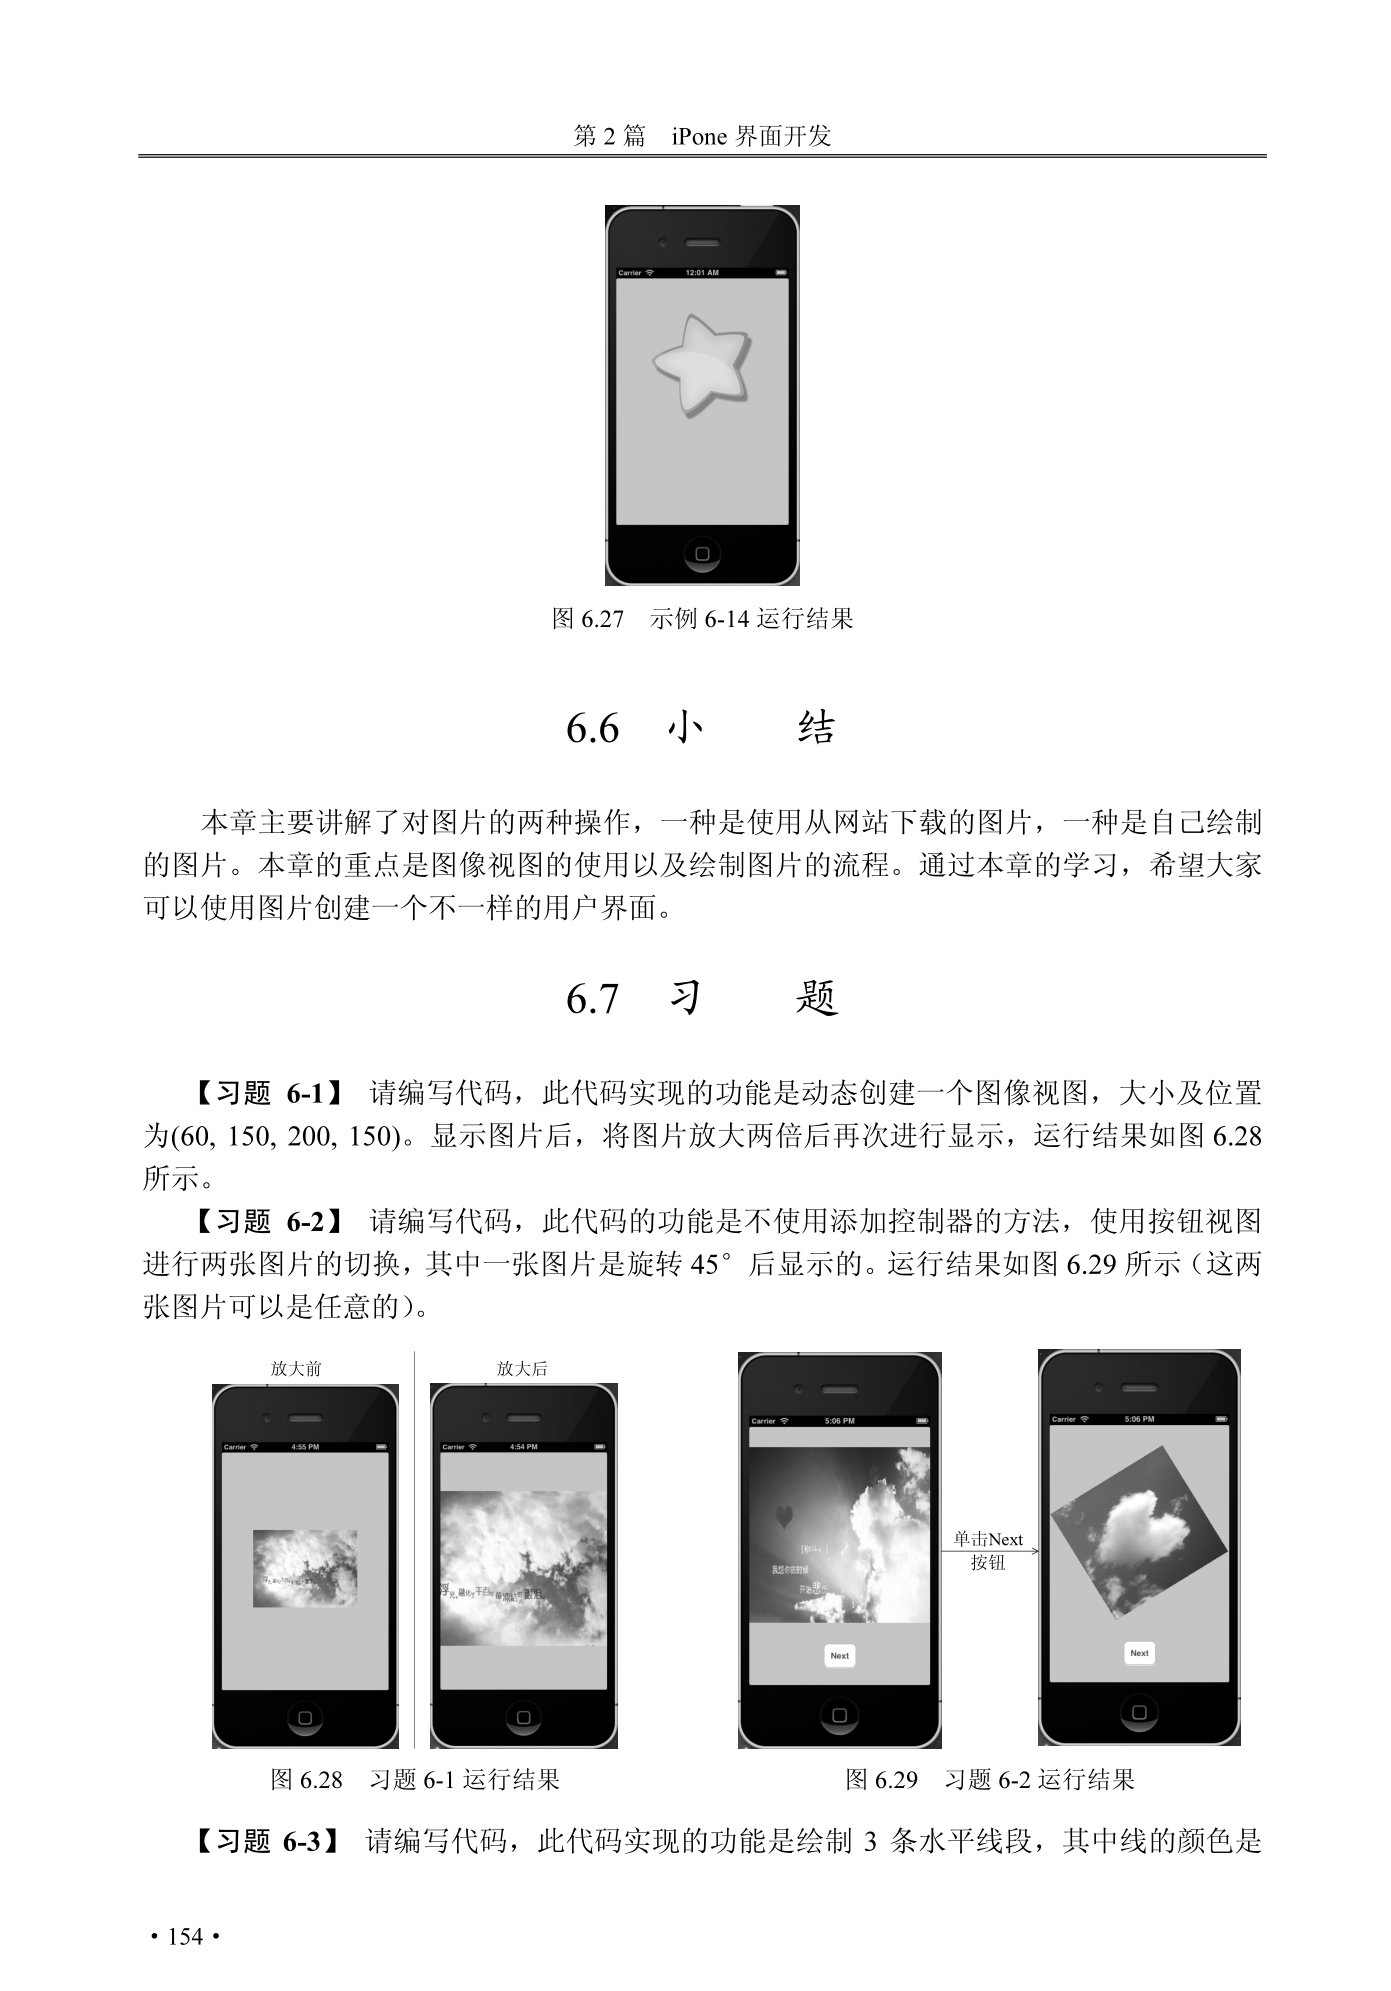 第 2 篇　iPone 界面开发
Carrier 12:01 AM
图 6.27　示例 6-14 运行结果
6.6　小　　结
本章主要讲解了对图片的两种操作，一种是使用从网站下载的图片，一种是自己绘制
的图片。本章的重点是图像视图的使用以及绘制图片的流程。通过本章的学习，希望大家
可以使用图片创建一个不一样的用户界面。
6.7　习　　题
【习题 6-1】 请编写代码，此代码实现的功能是动态创建一个图像视图，大小及位置
为(60, 150, 200, 150)。显示图片后，将图片放大两倍后再次进行显示，运行结果如图 6.28
所示。
【习题 6-2】 请编写代码，此代码的功能是不使用添加控制器的方法，使用按钮视图
进行两张图片的切换，其中一张图片是旋转 45°后显示的。运行结果如图 6.29 所示（这两
张图片可以是任意的）。
放大前
放大后
Carrier 4:55 PM
Carrier 4:54 PM
Carrier 5:06 PM
我想你的时候
开始悲
Next
单击Next
按钮
Carrier 5:06 PM
Next
图 6.28　习题 6-1 运行结果
图 6.29　习题 6-2 运行结果
【习题 6-3】 请编写代码，此代码实现的功能是绘制 3 条水平线段，其中线的颜色是
• 154 •